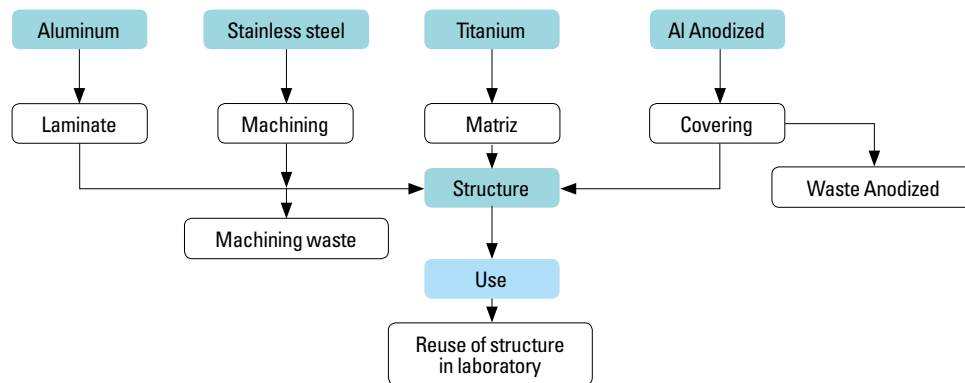 Aluminum
Stainless steel
Titanium
Al Anodized
Laminate
Machining
Matriz
Covering
Structure
Waste Anodized
Machining waste
Use
Reuse of structure
in laboratory